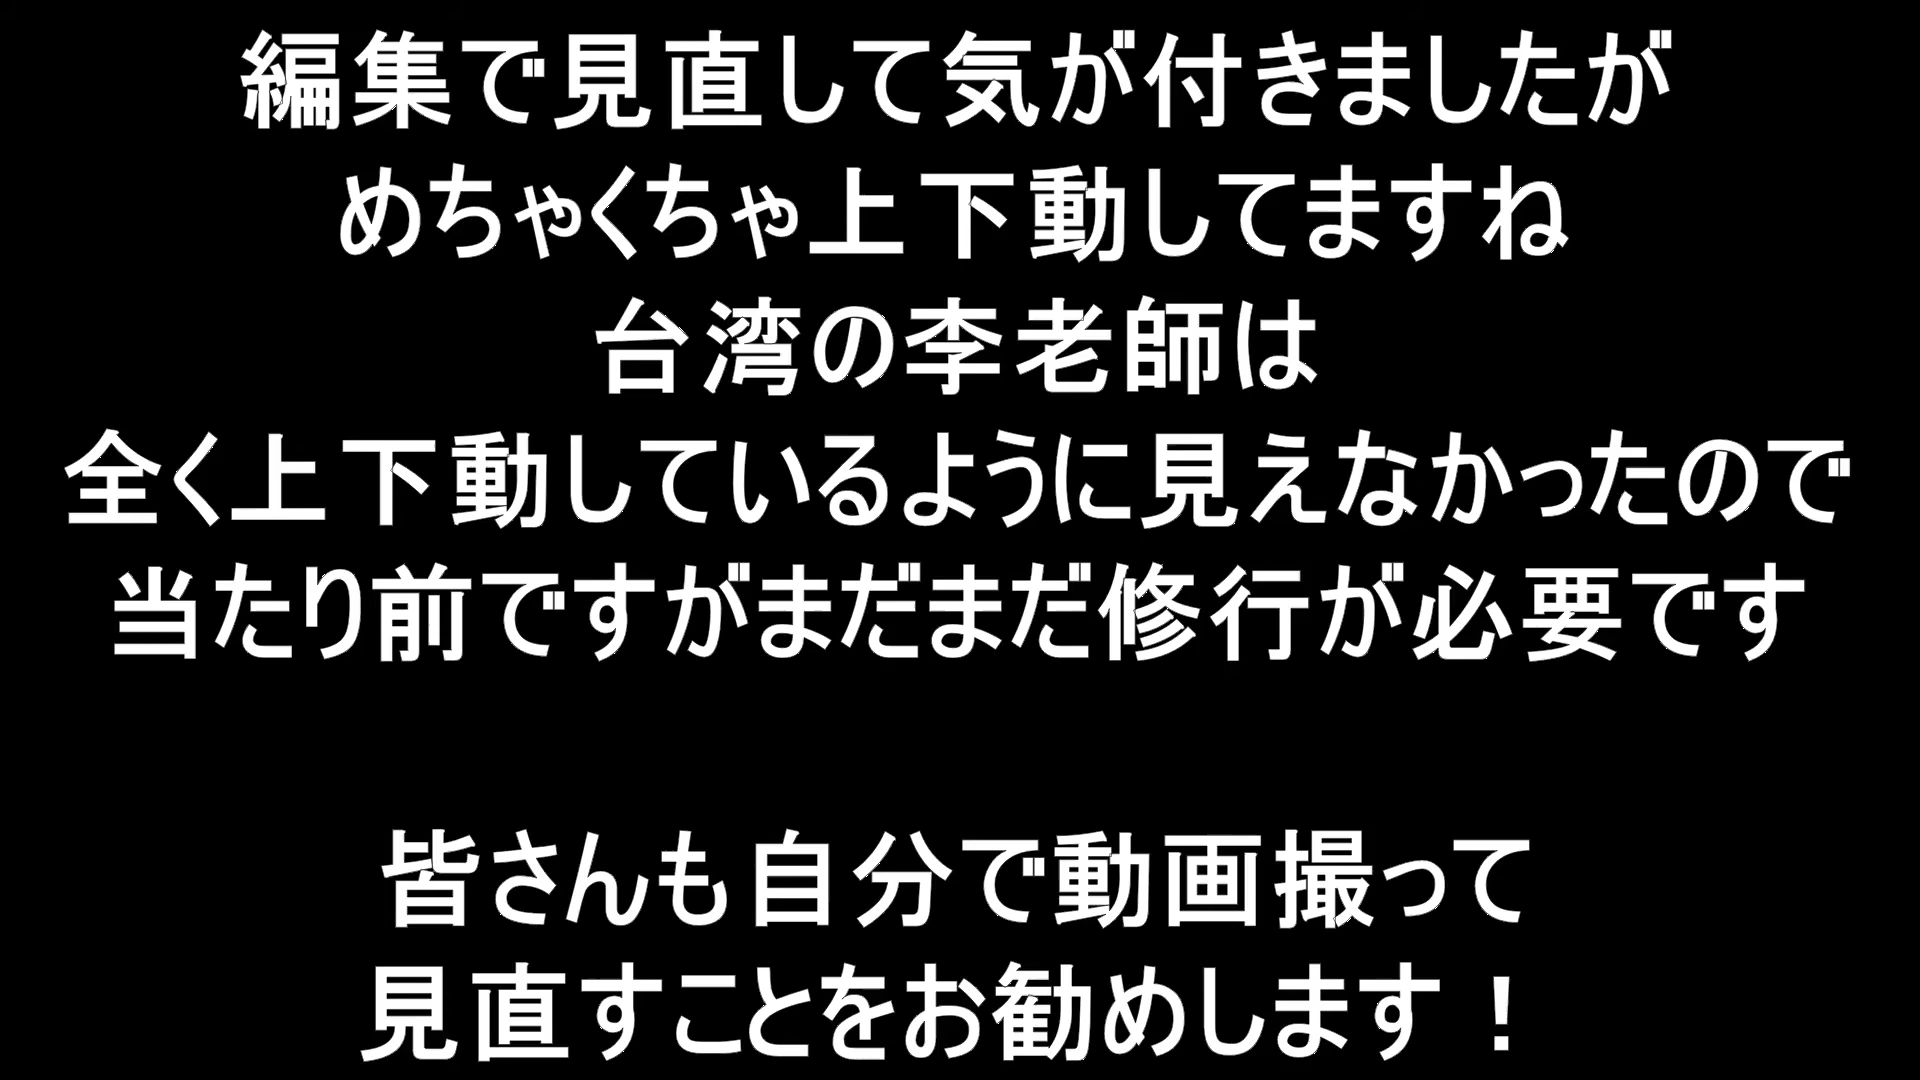 編集で見直して気が付きましたが
めちゃくちゃ上下動してますね
台湾の李老師は
全く上下動しているように見えなかったので
当たり前ですがまだまだ修行が必要です
皆さんも自分で動画撮って
見直すことをお勧めします！